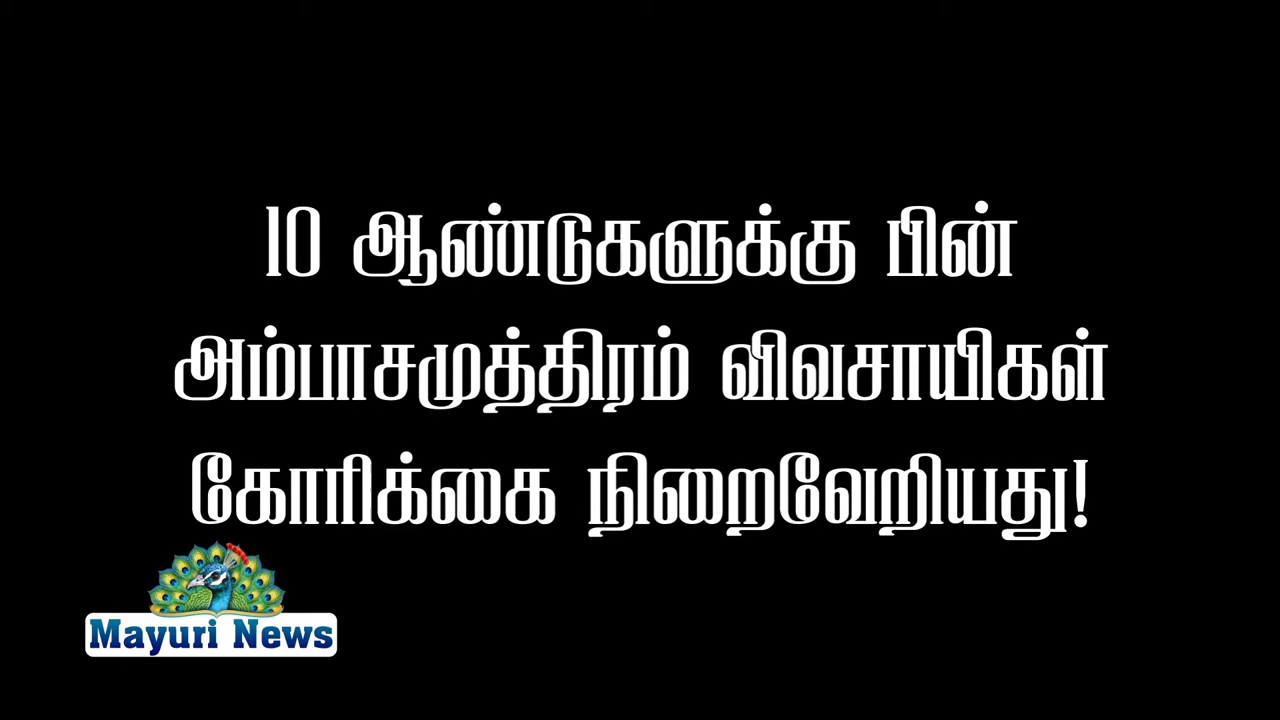 10 ஆண்டுகளுக்கு பின்
அம்பாசமுத்திரம் விவசாயிகள்
கோரிக்கை நிறைவேறியது!
Mayuri News